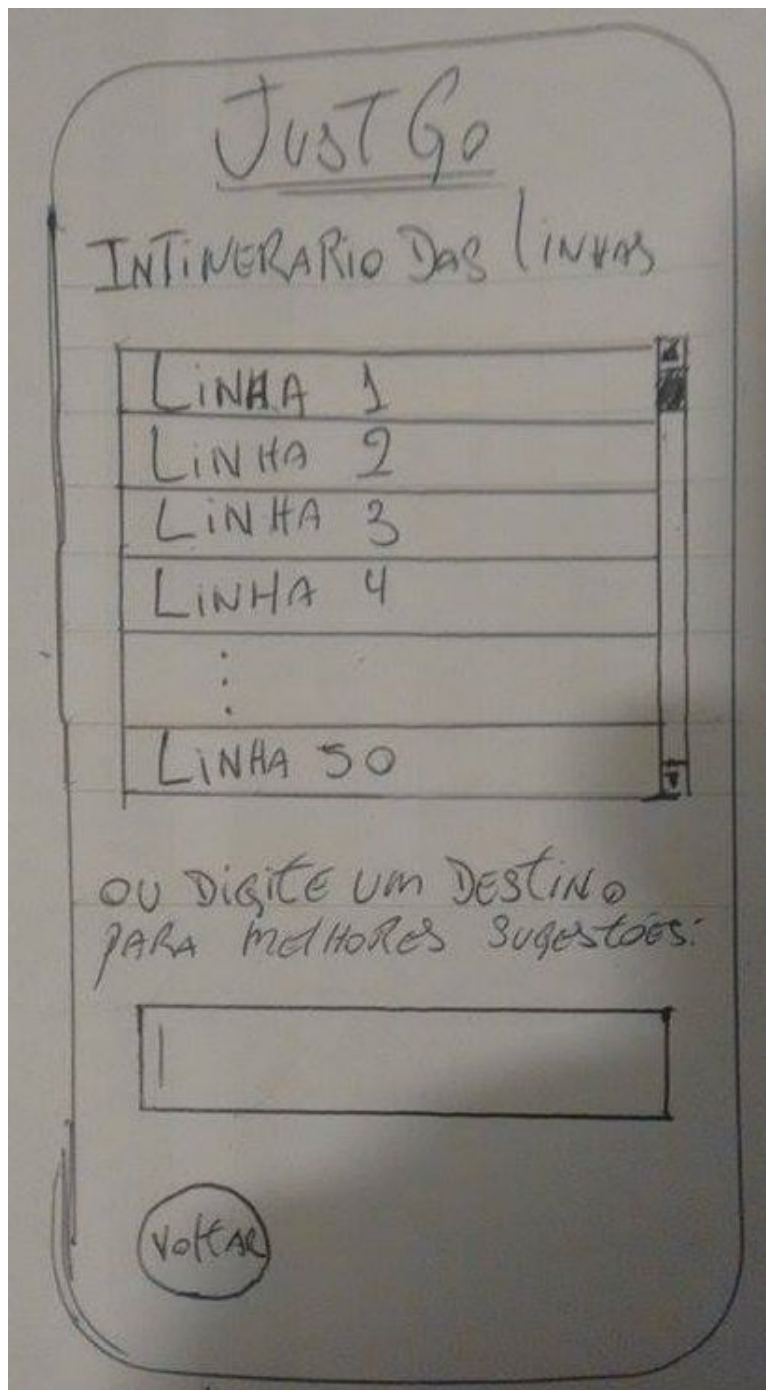 JUST GO
INTINERARIO DAS LINHAS
LINHA 1
LINHA 2
LINHA 3
LINHA 4
⋮
LINHA 50
OU DIGITE UM DESTINO
PARA MELHORES SUGESTÕES:
VOLTAR